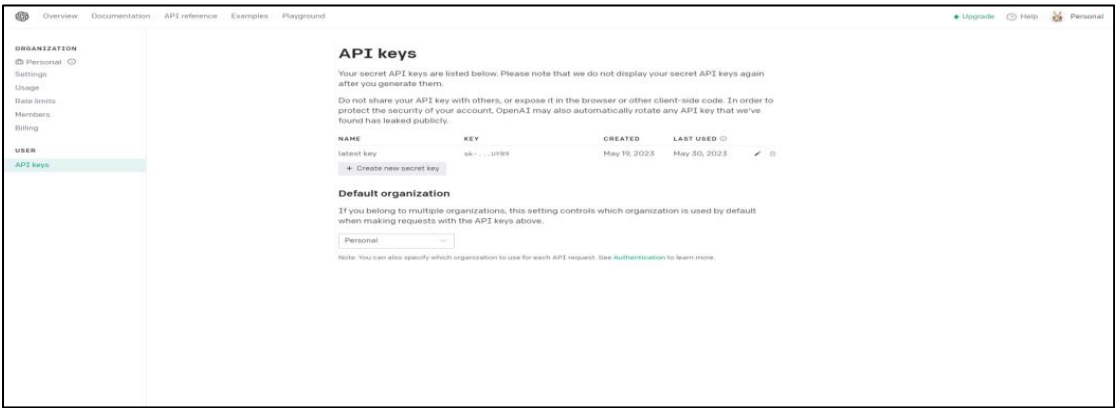 Overview Documentation API reference Examples Playground Upgrade Help Personal
ORGANIZATION
Personal
Settings
Usage
Rate limits
Members
Billing
USER
API keys
API keys
Your secret API keys are listed below. Please note that we do not display your secret API keys again
after you generate them.
Do not share your API key with others, or expose it in the browser or other client-side code. In order to
protect the security of your account, OpenAI may also automatically rotate any API key that we've
found has leaked publicly.
NAME KEY CREATED LAST USED
latest key sk-...UYB9 May 19, 2023 May 30, 2023
+ Create new secret key
Default organization
If you belong to multiple organizations, this setting controls which organization is used by default
when making requests with the API keys above.
Personal
Note: You can also specify which organization to use for each API request. See Authentication to learn more.